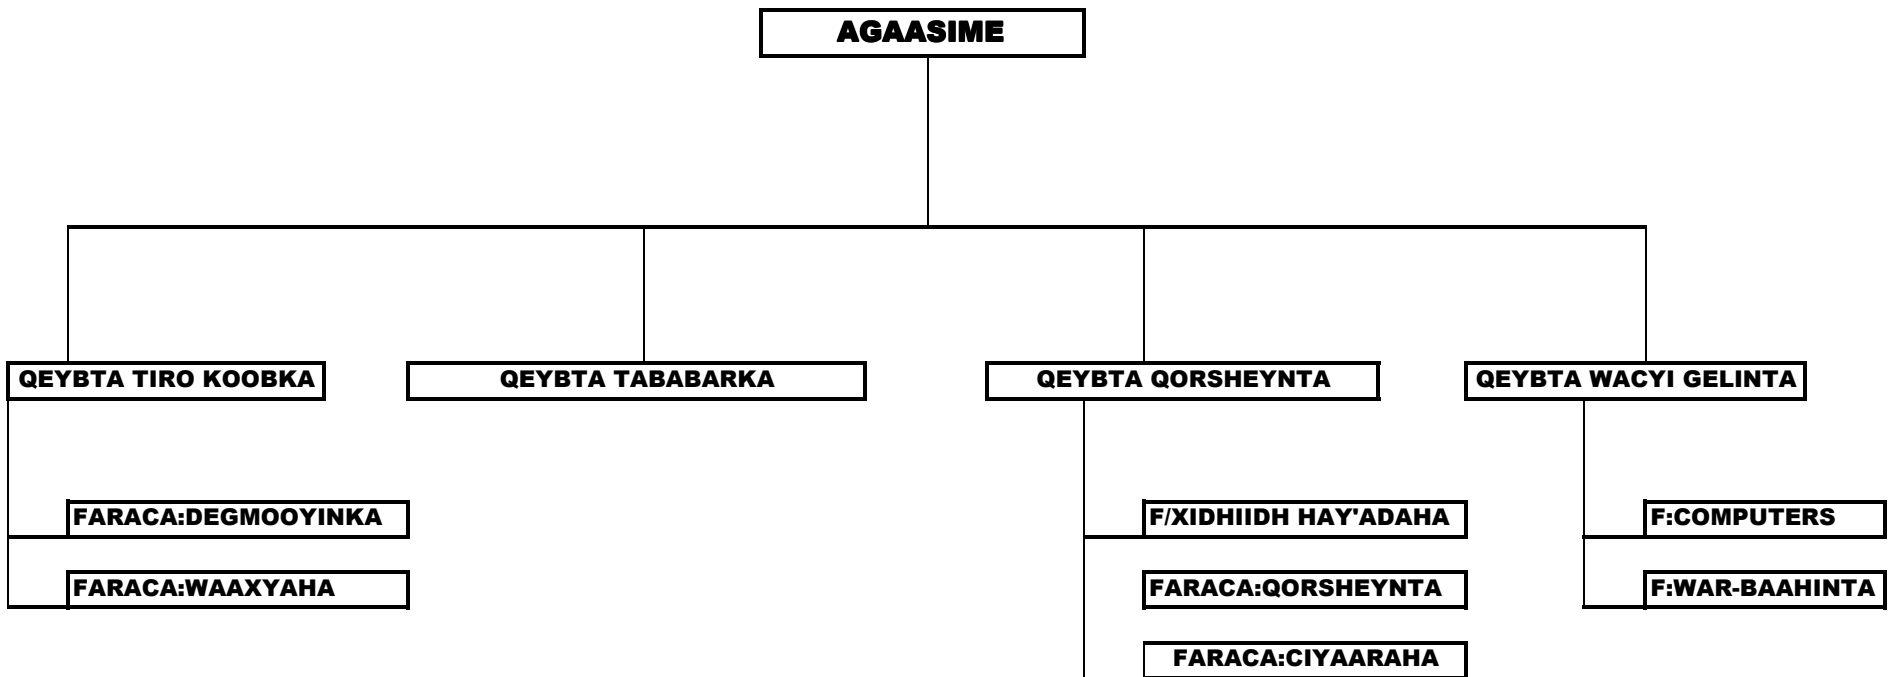 AGAASIME
QEYBTA TIRO KOOBKA
QEYBTA TABABARKA
QEYBTA QORSHEYNTA
QEYBTA WACYI GELINTA
FARACA:DEGMOOYINKA
F/XIDHIIDH HAY'ADAHA
F:COMPUTERS
FARACA:WAAXYAHA
FARACA:QORSHEYNTA
F:WAR-BAAHINTA
FARACA:CIYAARAHA